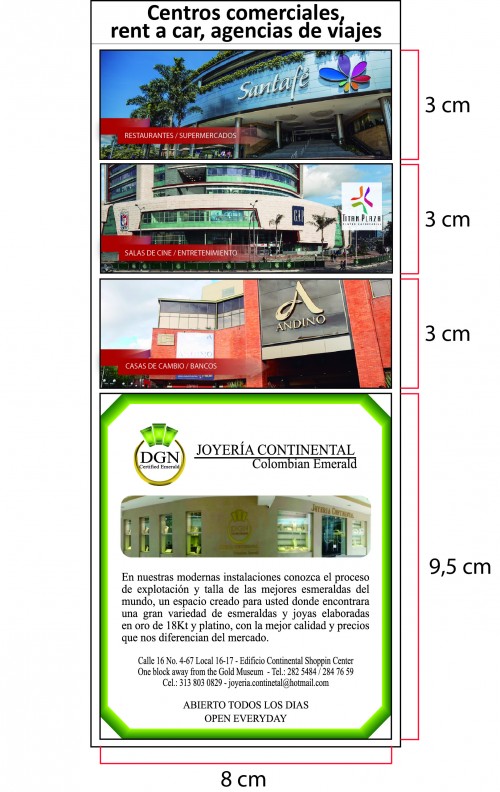 Centros comerciales,
rent a car, agencias de viajes
Santafé
RESTAURANTES / SUPERMERCADOS
3 cm
GAP
TITAN PLAZA
SALAS DE CINE / ENTRETENIMIENTO
3 cm
ANDINO
CASAS DE CAMBIO / BANCOS
3 cm
DGN
Certified Emerald
JOYERÍA CONTINENTAL
Colombian Emerald
JOYERÍA CONTINENTAL
En nuestras modernas instalaciones conozca el proceso
de explotación y talla de las mejores esmeraldas del
mundo, un espacio creado para usted donde encontrara
una gran variedad de esmeraldas y joyas elaboradas
en oro de 18Kt y platino, con la mejor calidad y precios
que nos diferencian del mercado.
Calle 16 No. 4-67 Local 16-17 - Edificio Continental Shoppin Center
One block away from the Gold Museum - Tel.: 282 5484 / 284 76 59
Cel.: 313 803 0829 - joyeria.continetal@hotmail.com
ABIERTO TODOS LOS DIAS
OPEN EVERYDAY
9,5 cm
8 cm